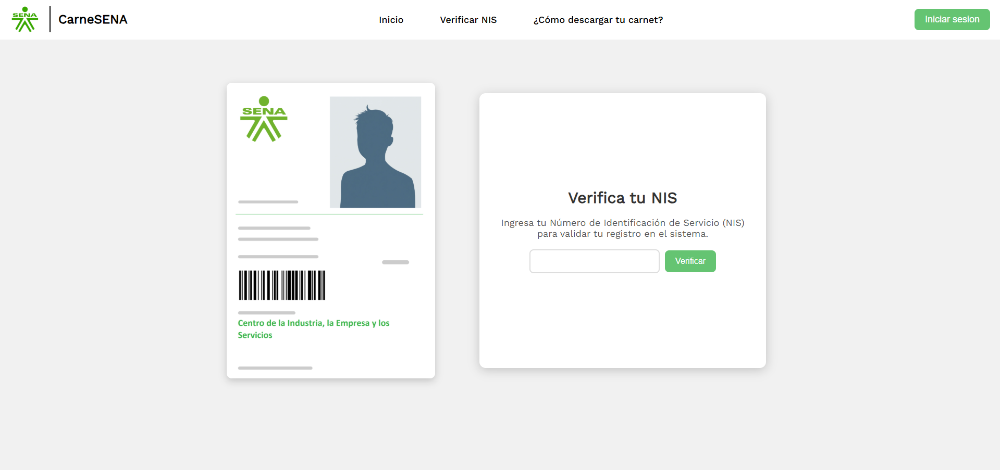 SENA
CarneSENA
Inicio
Verificar NIS
¿Cómo descargar tu carnet?
Iniciar sesion
SENA
Centro de la Industria, la Empresa y los
Servicios
Verifica tu NIS
Ingresa tu Número de Identificación de Servicio (NIS)
para validar tu registro en el sistema.
Verificar